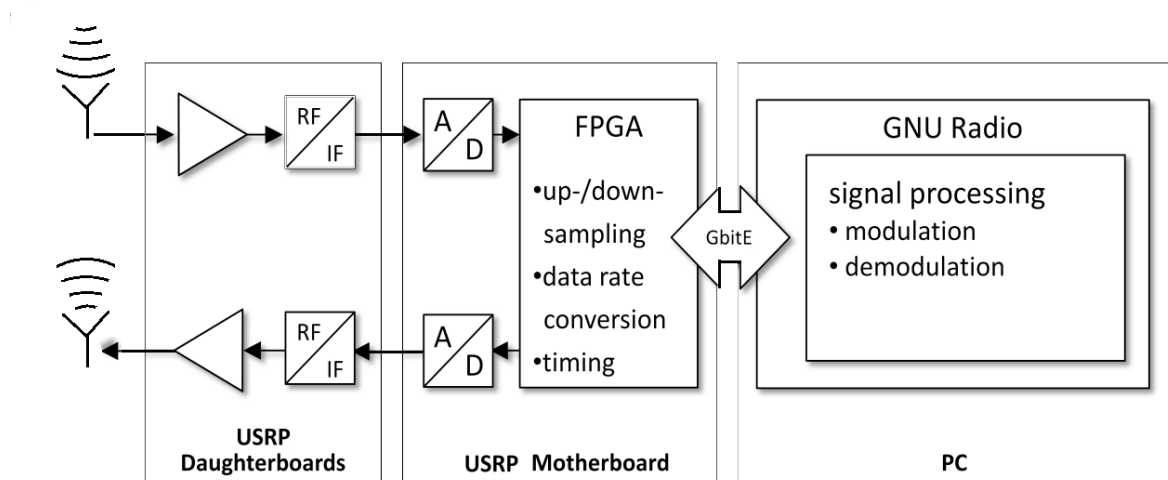 RF
IF
A
D
FPGA
•up-/down-
sampling
•data rate
conversion
•timing
GbitE
GNU Radio
signal processing
• modulation
• demodulation
RF
IF
A
D
USRP
Daughterboards
USRP Motherboard
PC